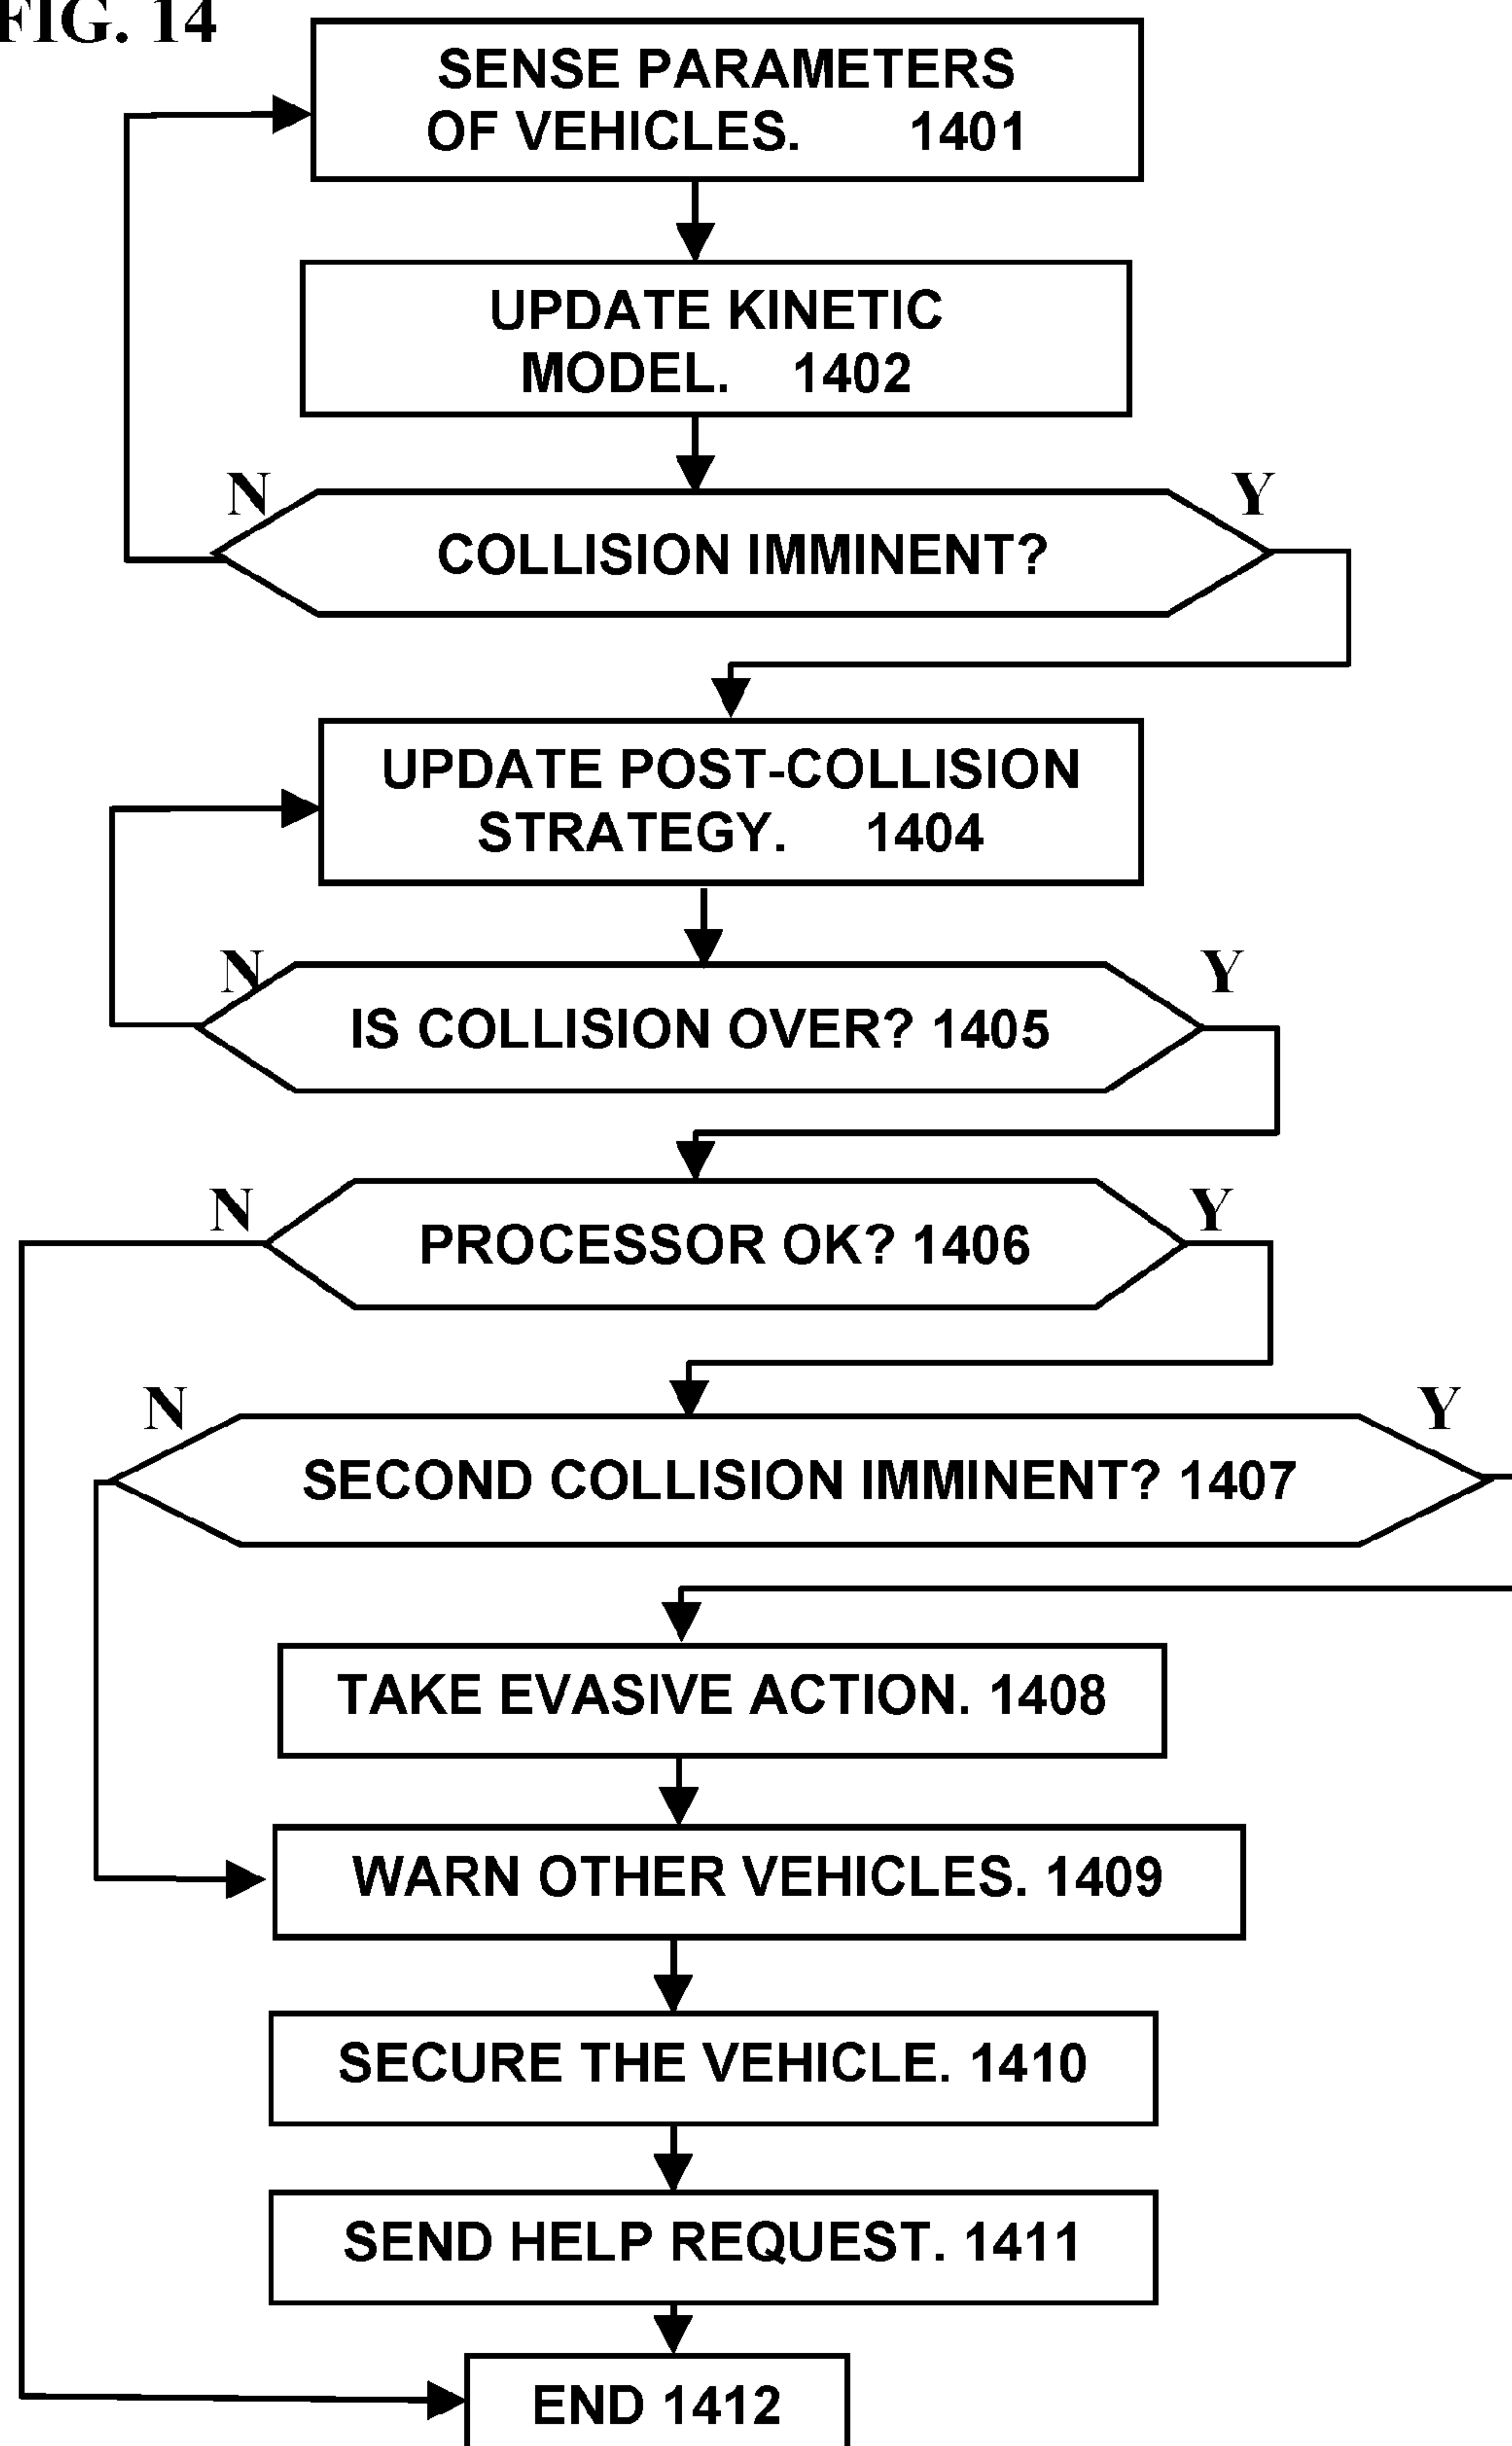 FIG. 14
SENSE PARAMETERS
OF VEHICLES. 1401
UPDATE KINETIC
MODEL. 1402
N
Y
COLLISION IMMINENT?
UPDATE POST-COLLISION
STRATEGY. 1404
N
Y
IS COLLISION OVER? 1405
N
Y
PROCESSOR OK? 1406
N
Y
SECOND COLLISION IMMINENT? 1407
TAKE EVASIVE ACTION. 1408
WARN OTHER VEHICLES. 1409
SECURE THE VEHICLE. 1410
SEND HELP REQUEST. 1411
END 1412